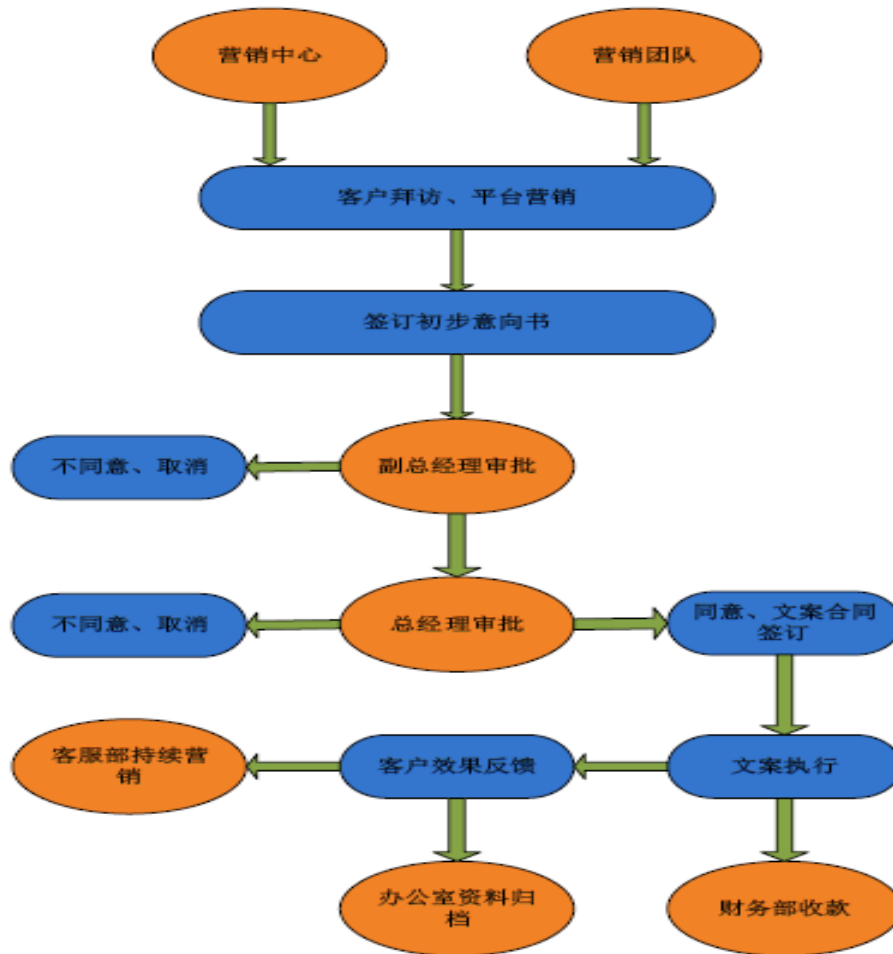 营销中心
营销团队
客户拜访、平台营销
签订初步意向书
不同意、取消
副总经理审批
不同意、取消
总经理审批
同意、文案合同
签订
客服部持续营
销
客户效果反馈
文案执行
办公室资料归
档
财务部收款